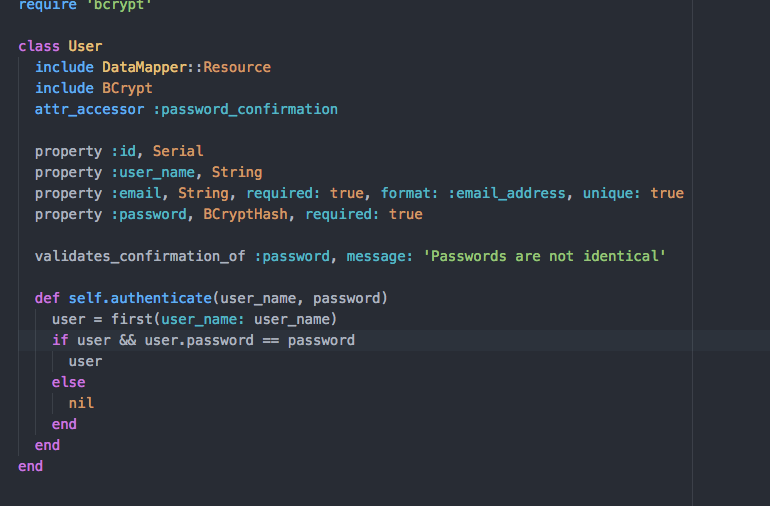 require 'bcrypt'
class User
include DataMapper::Resource
include BCrypt
attr_accessor :password_confirmation
property :id, Serial
property :user_name, String
property :email, String, required: true, format: :email_address, unique: true
property :password, BCryptHash, required: true
validates_confirmation_of :password, message: 'Passwords are not identical'
def self.authenticate(user_name, password)
user = first(user_name: user_name)
if user && user.password == password
user
else
nil
end
end
end